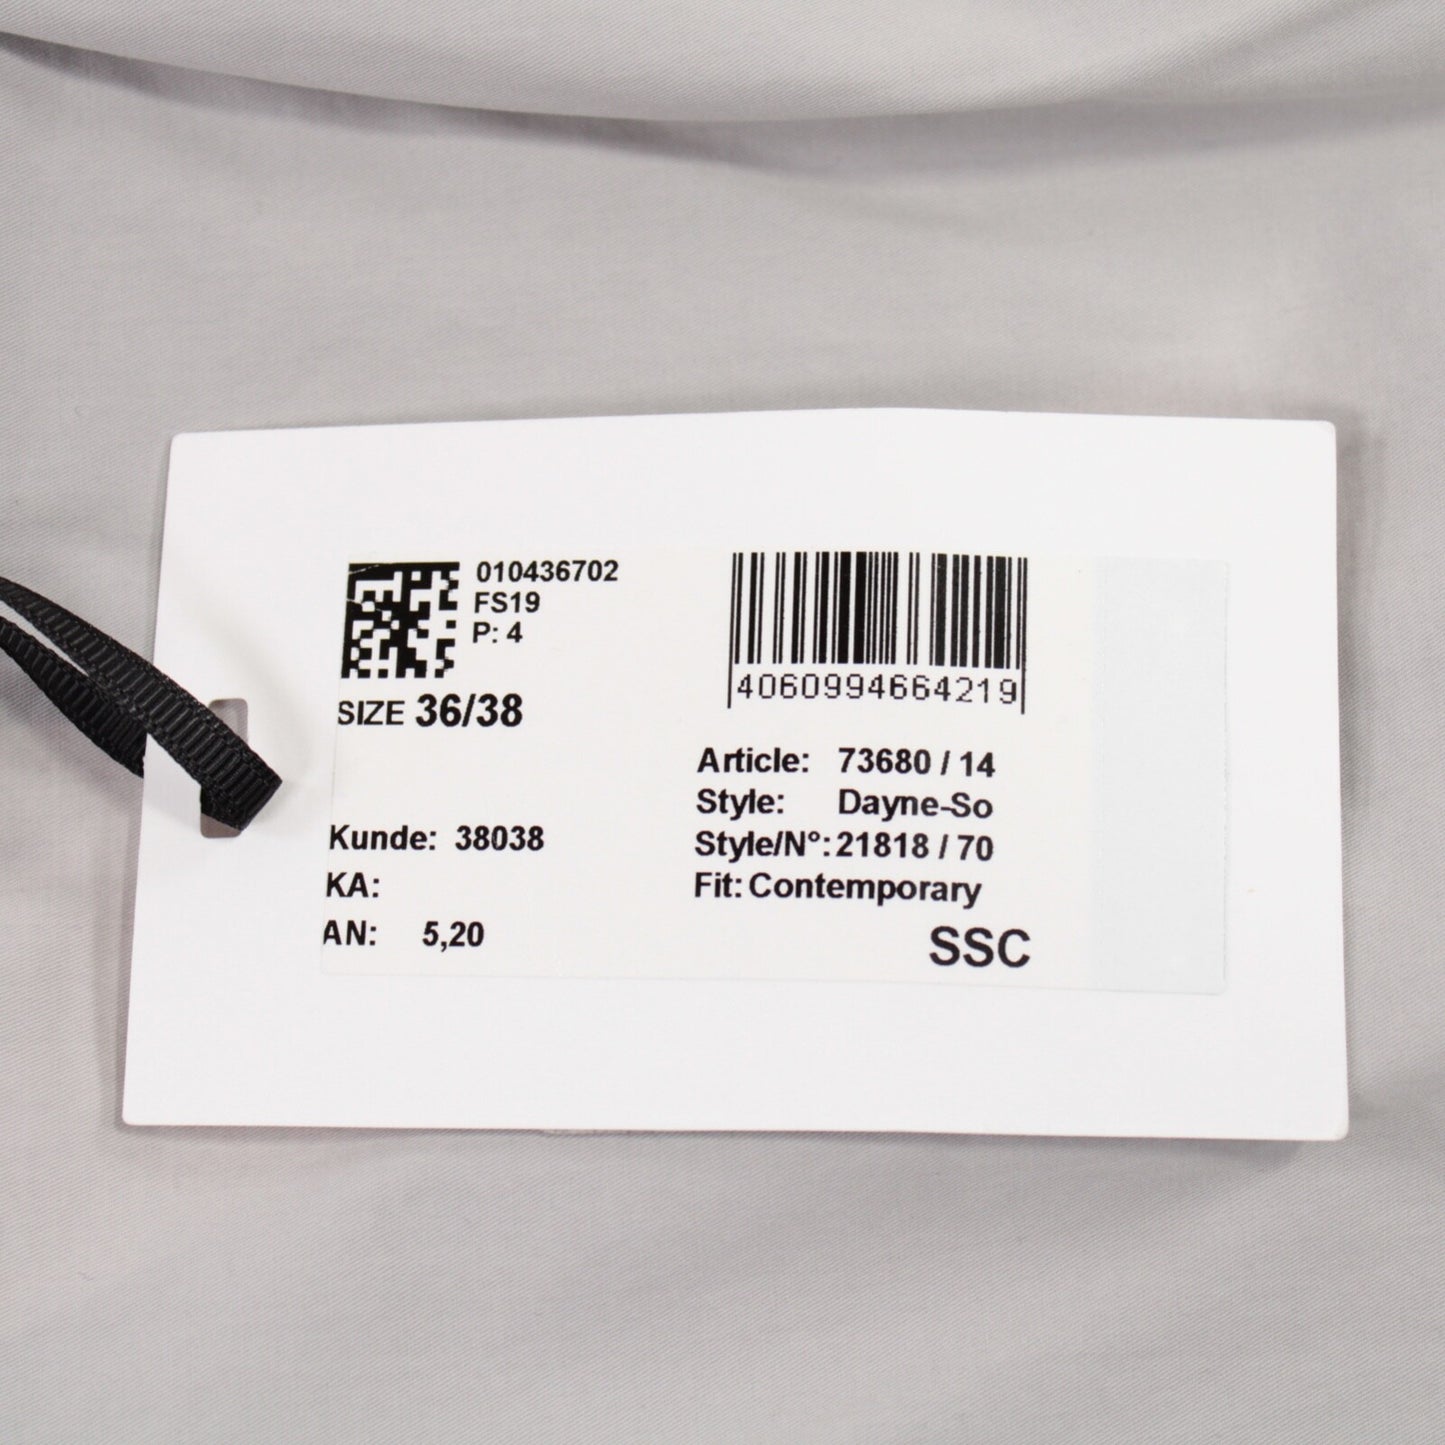 010436702
FS19
P: 4
SIZE 36/38
4060994664219
Article: 73680 / 14
Style: Dayne-So
Style/N°: 21818 / 70
Fit: Contemporary
SSC
Kunde: 38038
KA:
AN: 5,20